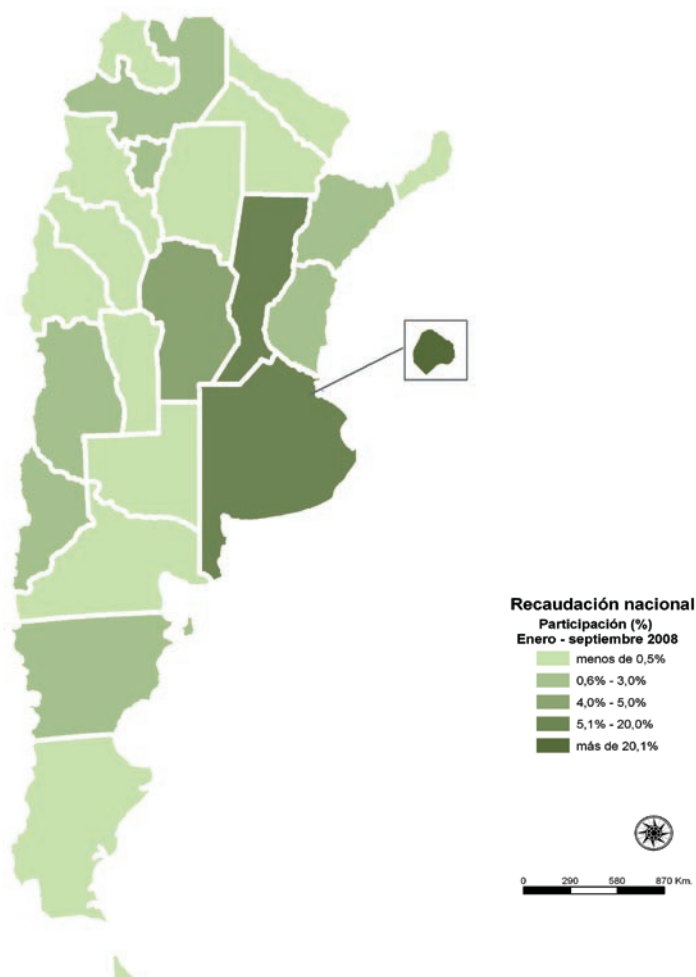 Recaudación nacional
Participación (%)
Enero - septiembre 2008
menos de 0,5%
0,6% - 3,0%
4,0% - 5,0%
5,1% - 20,0%
más de 20,1%
0 290 580 870 Km.